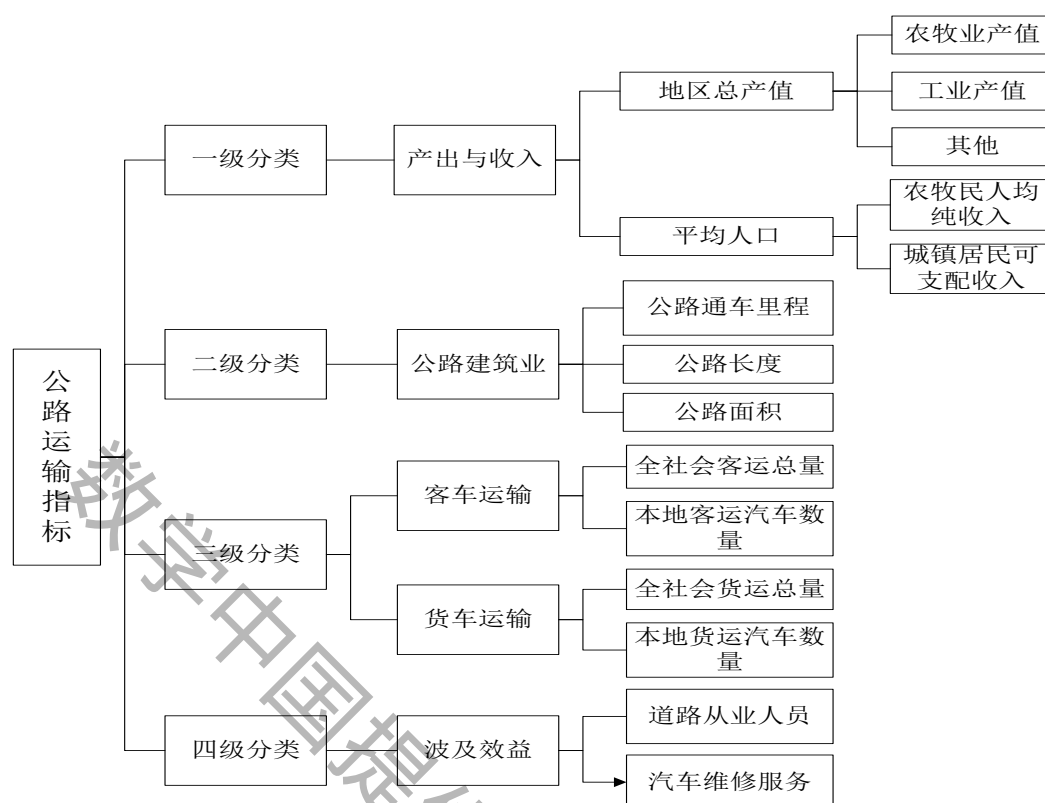 农牧业产值
地区总产值
工业产值
一级分类
产出与收入
其他
农牧民人均
纯收入
平均人口
城镇居民可
支配收入
公路通车里程
二级分类
公路建筑业
公路长度
公路面积
公
路
运
输
指
标
全社会客运总量
客车运输
本地客运汽车数
量
三级分类
全社会货运总量
货车运输
本地货运汽车数
量
道路从业人员
四级分类
波及效益
汽车维修服务
数学中国提供